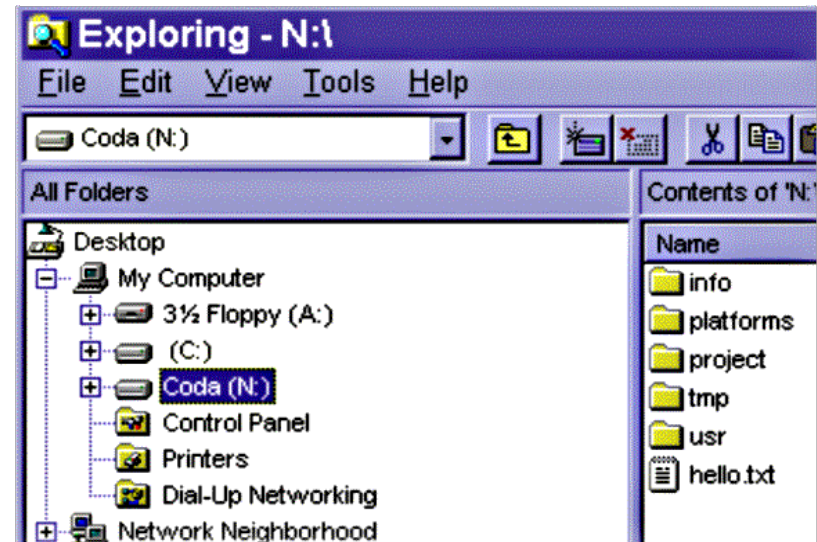 Exploring - N:\
File Edit View Tools Help
Coda (N:)
All Folders
Contents of 'N:
Desktop
Name
My Computer
info
3½ Floppy (A:)
platforms
(C:)
project
Coda (N:)
tmp
Control Panel
usr
Printers
hello.txt
Dial-Up Networking
Network Neighborhood